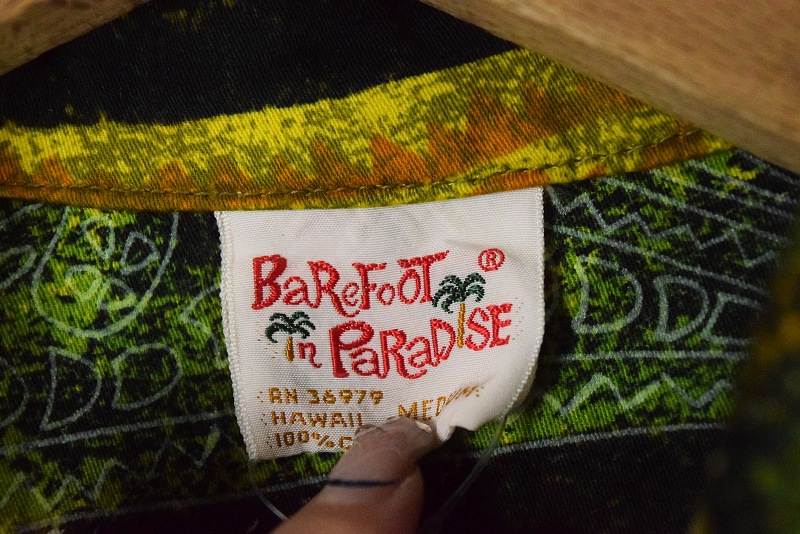 BaReFooT ®
in PaRaDiSE
RN 36979
HAWAII
100%